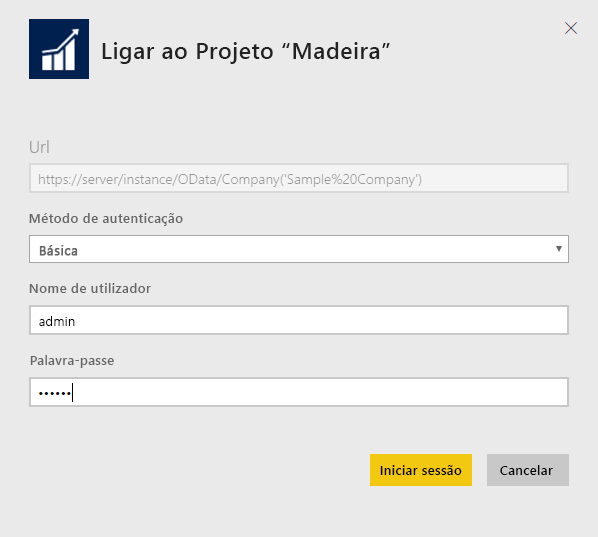 Ligar ao Projeto “Madeira”
Url
https://server/instance/OData/Company('Sample%20Company')
Método de autenticação
Básica
Nome de utilizador
admin
Palavra-passe
••••••
Iniciar sessão
Cancelar